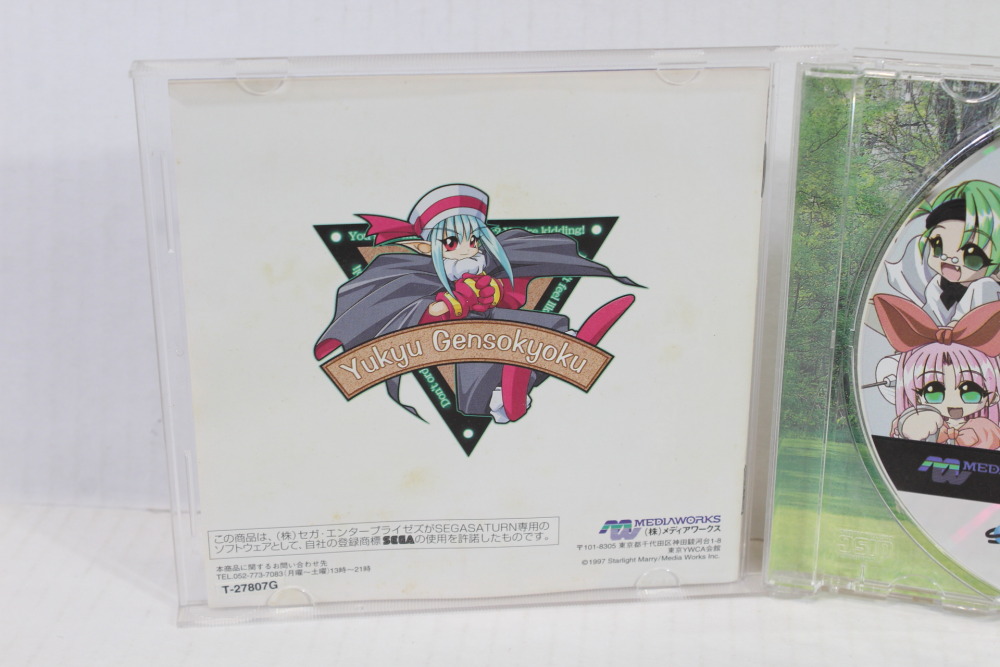 You
kidding!
t feel
Don't
Yukyu Gensokyoku
この商品は、(株)セガ・エンタープライゼズがSEGASATURN専用の
ソフトウェアとして、自社の登録商標SEGAの使用を許諾したものです。
本商品に関するお問い合わせ先
TEL.052-773-7083(月曜〜土曜)13時〜21時
T-27807G
MEDIAWORKS
(株)メディアワークス
〒101-8305 東京都千代田区神田駿河台1-8
東京YWCA会館
©1997 Starlight Marry/Media Works Inc.
MEDIA